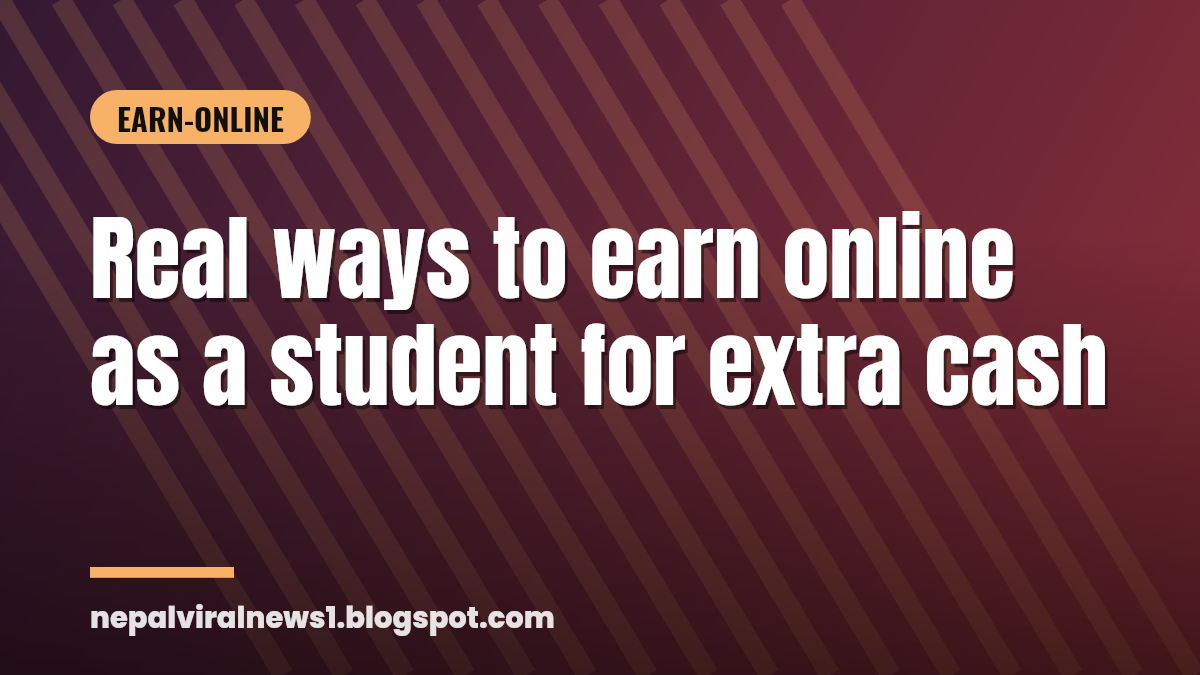 EARN-ONLINE
Real ways to earn online
as a student for extra cash
nepalviralnews1.blogspot.com